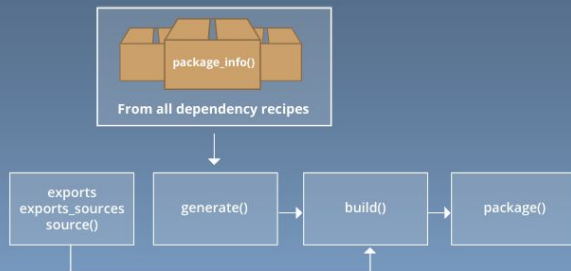 package_info()
From all dependency recipes
exports
exports_sources
source()
generate()
build()
package()